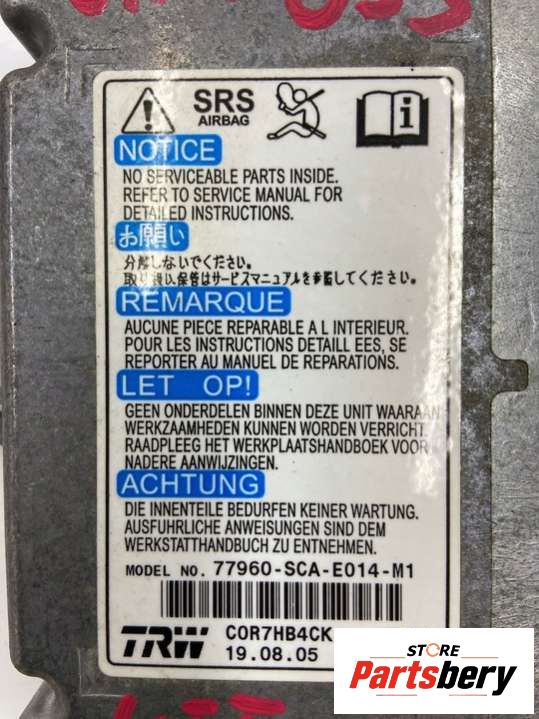 SRS
AIRBAG
NOTICE
NO SERVICEABLE PARTS INSIDE.
REFER TO SERVICE MANUAL FOR
DETAILED INSTRUCTIONS.
お願い
分解しないでください。
取り扱い、保管はサービスマニュアルを参照してください。
REMARQUE
AUCUNE PIECE REPARABLE A L INTERIEUR.
POUR LES INSTRUCTIONS DETAILL EES, SE
REPORTER AU MANUEL DE REPARATIONS.
LET OP!
GEEN ONDERDELEN BINNEN DEZE UNIT WAARAAN
WERKZAAMHEDEN KUNNEN WORDEN VERRICHT.
RAADPLEEG HET WERKPLAATSHANDBOEK VOOR
NADERE AANWIJZINGEN.
ACHTUNG
DIE INNENTEILE BEDURFEN KEINER WARTUNG.
AUSFUHRLICHE ANWEISUNGEN SIND DEM
WERKSTATTHANDBUCH ZU ENTNEHMEN.
MODEL NO. 77960-SCA-E014-M1
TRW COR7HB4CK
19.08.05
STORE
Partsbery